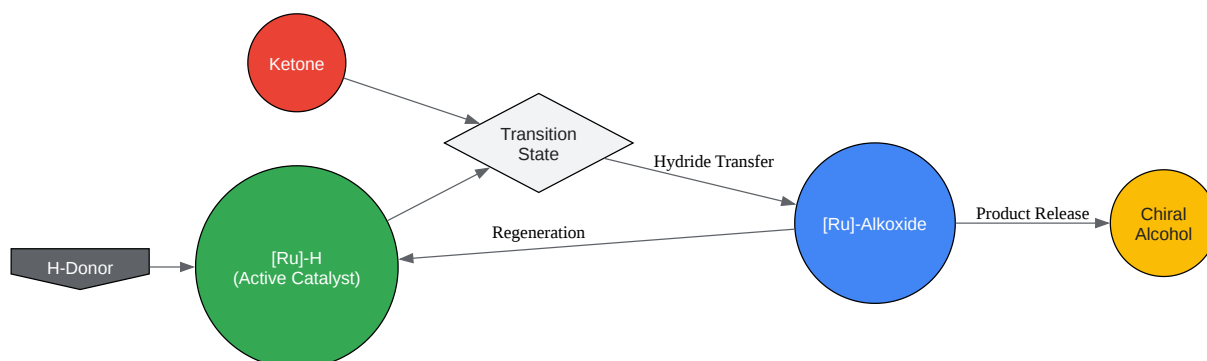 Ketone
Transition
State
Hydride Transfer
[Ru]-Alkoxide
Product Release
Chiral
Alcohol
Regeneration
[Ru]-H
(Active Catalyst)
H-Donor